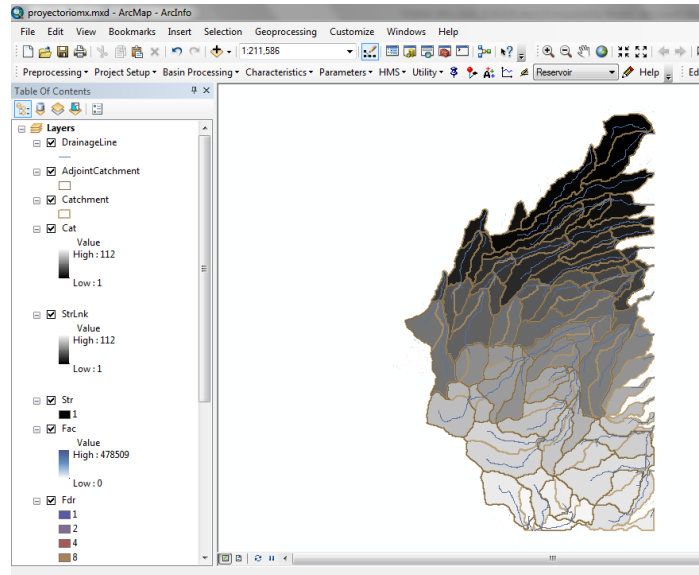 proyectoriomx.mxd - ArcMap - ArcInfo
File Edit View Bookmarks Insert Selection Geoprocessing Customize Windows Help
1:211,586
Preprocessing Project Setup Basin Processing Characteristics Parameters HMS Utility Reservoir Help Ed
Table Of Contents
Layers
DrainageLine
AdjointCatchment
Catchment
Cat
Value
High : 112
Low : 1
StrLnk
Value
High : 112
Low : 1
Str
1
Fac
Value
High : 478509
Low : 0
Fdr
1
2
4
8